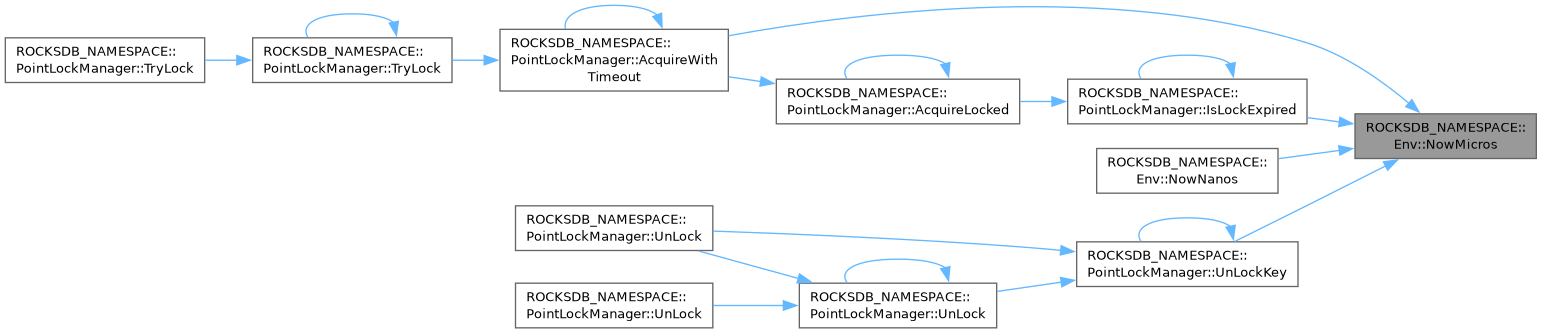 ROCKSDB_NAMESPACE::
PointLockManager::TryLock
ROCKSDB_NAMESPACE::
PointLockManager::TryLock
ROCKSDB_NAMESPACE::
PointLockManager::AcquireWith
Timeout
ROCKSDB_NAMESPACE::
PointLockManager::AcquireLocked
ROCKSDB_NAMESPACE::
PointLockManager::IsLockExpired
ROCKSDB_NAMESPACE::
Env::NowMicros
ROCKSDB_NAMESPACE::
Env::NowNanos
ROCKSDB_NAMESPACE::
PointLockManager::UnLock
ROCKSDB_NAMESPACE::
PointLockManager::UnLockKey
ROCKSDB_NAMESPACE::
PointLockManager::UnLock
ROCKSDB_NAMESPACE::
PointLockManager::UnLock